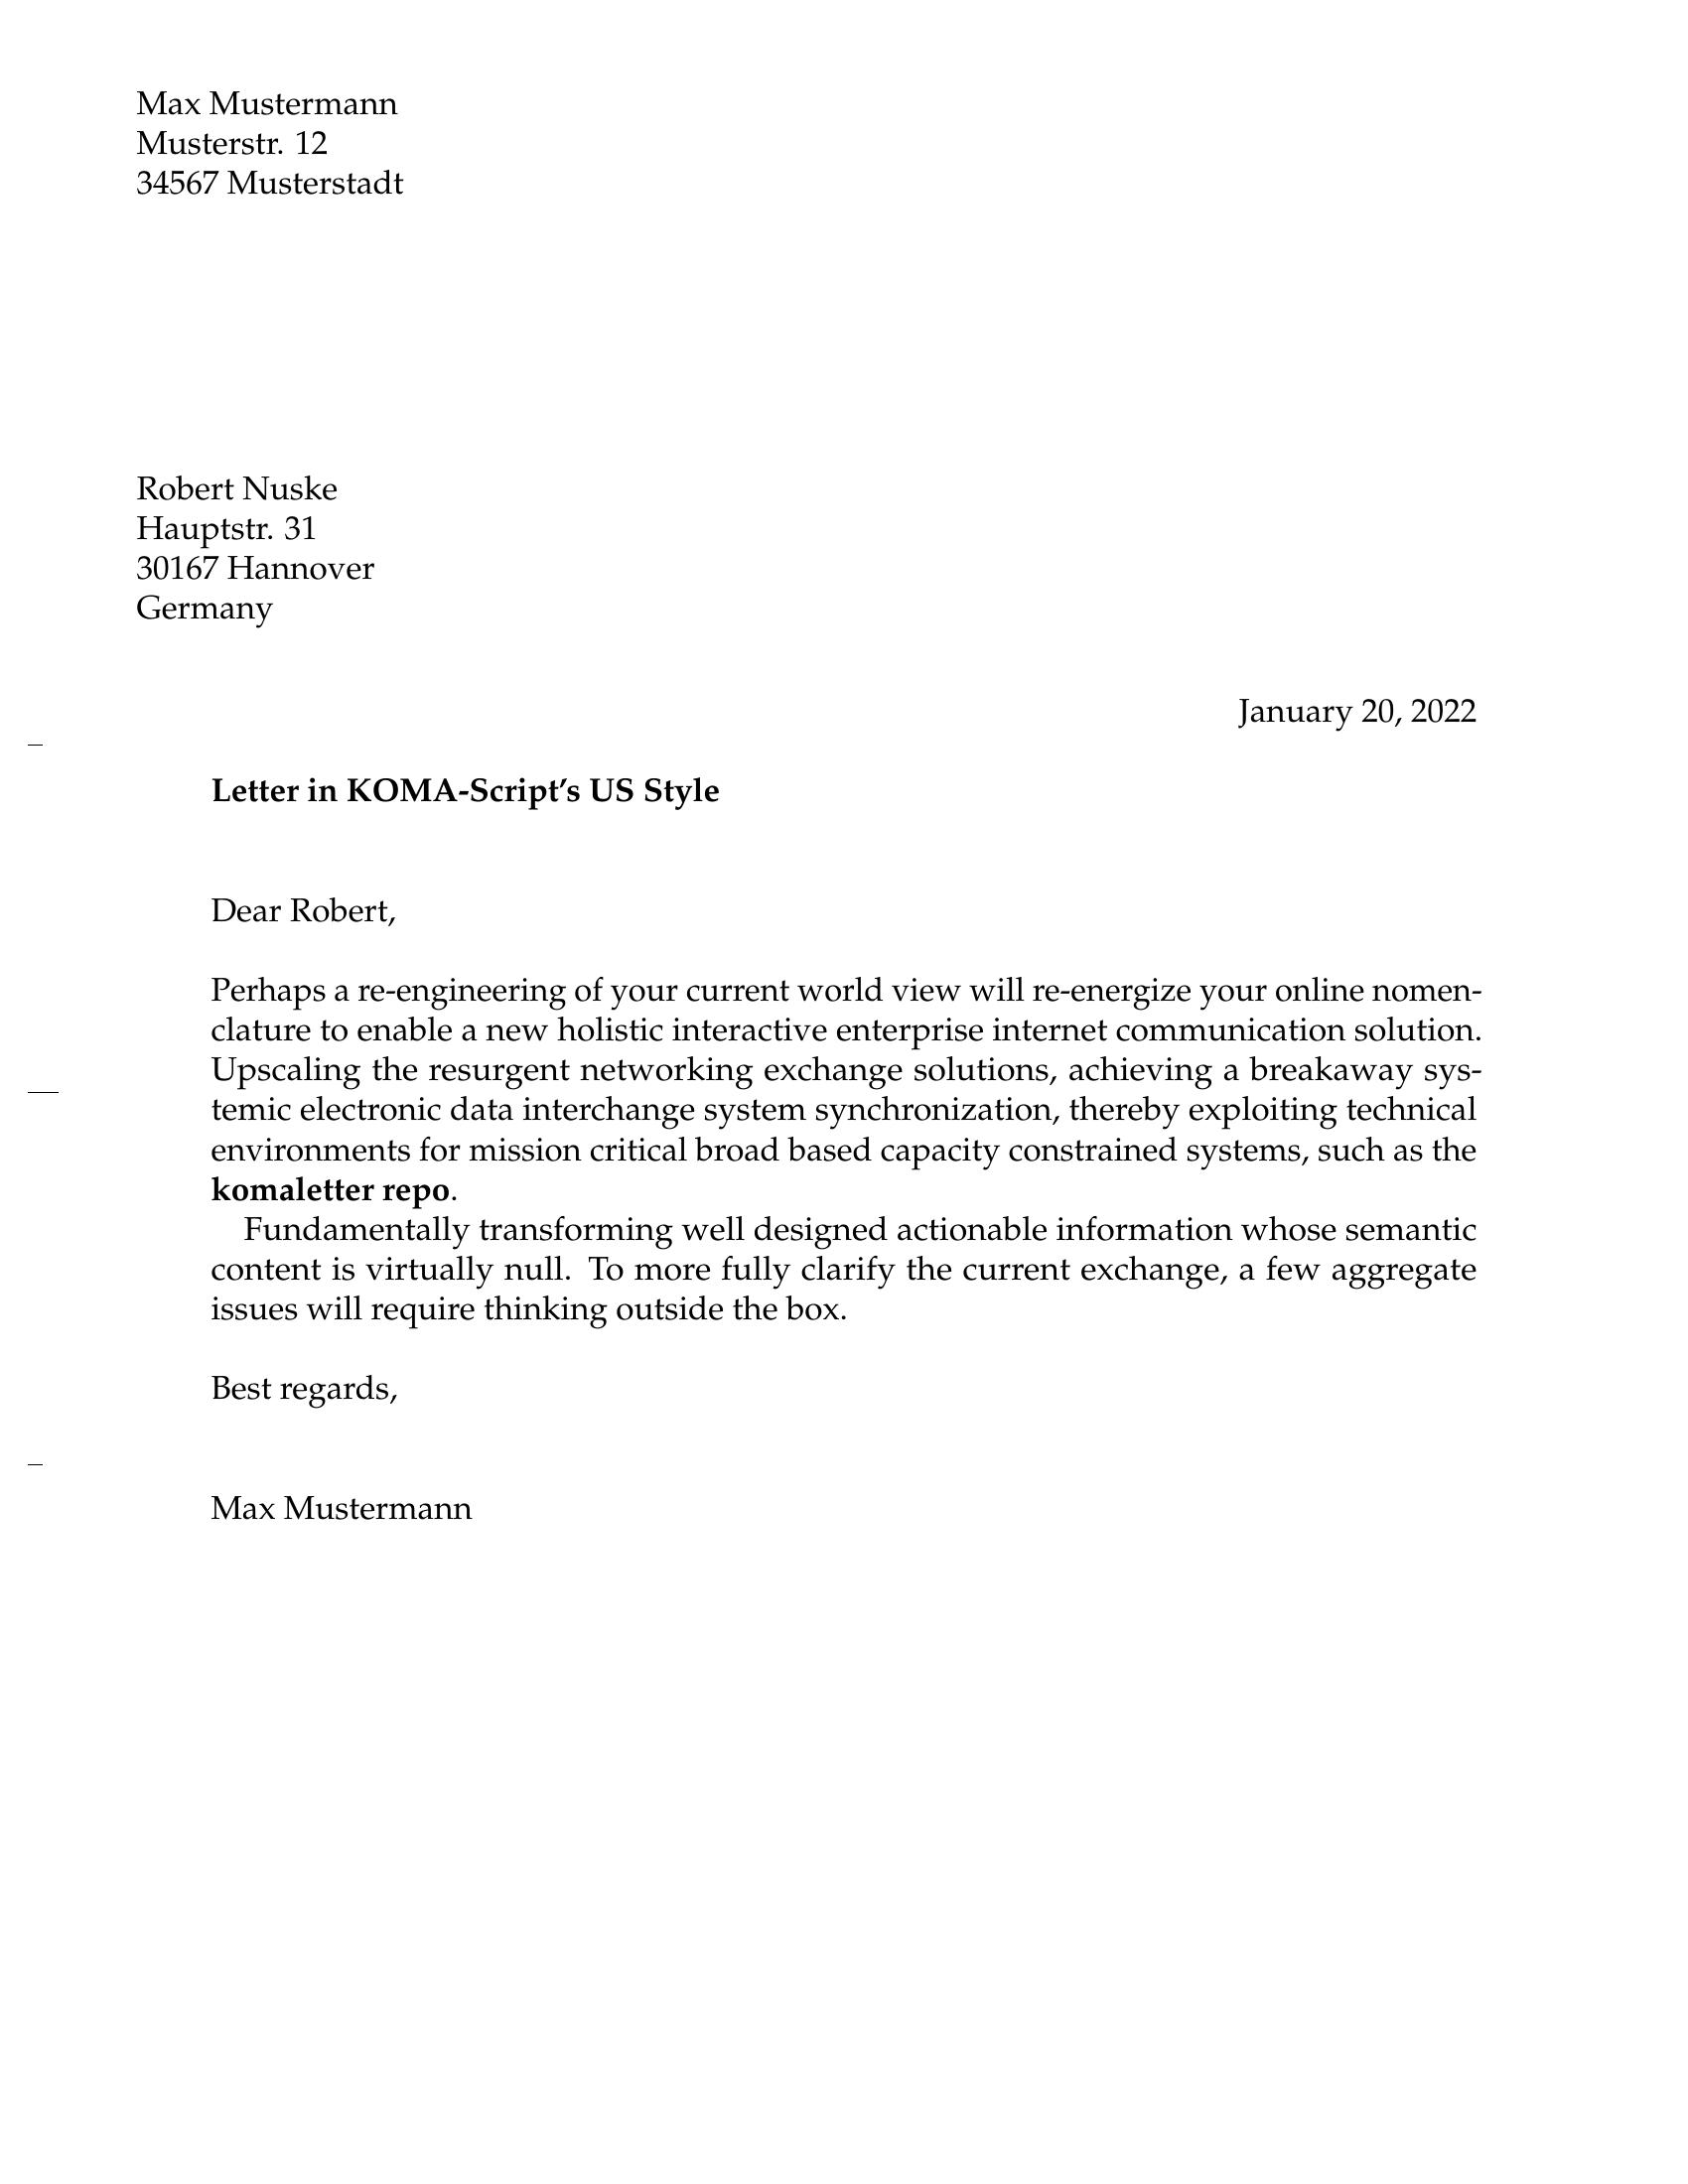 Max Mustermann
Musterstr. 12
34567 Musterstadt
Robert Nuske
Hauptstr. 31
30167 Hannover
Germany
January 20, 2022
Letter in KOMA-Script’s US Style
Dear Robert,
Perhaps a re-engineering of your current world view will re-energize your online nomen-
clature to enable a new holistic interactive enterprise internet communication solution.
Upscaling the resurgent networking exchange solutions, achieving a breakaway sys-
temic electronic data interchange system synchronization, thereby exploiting technical
environments for mission critical broad based capacity constrained systems, such as the
komaletter repo.
Fundamentally transforming well designed actionable information whose semantic
content is virtually null. To more fully clarify the current exchange, a few aggregate
issues will require thinking outside the box.
Best regards,
Max Mustermann